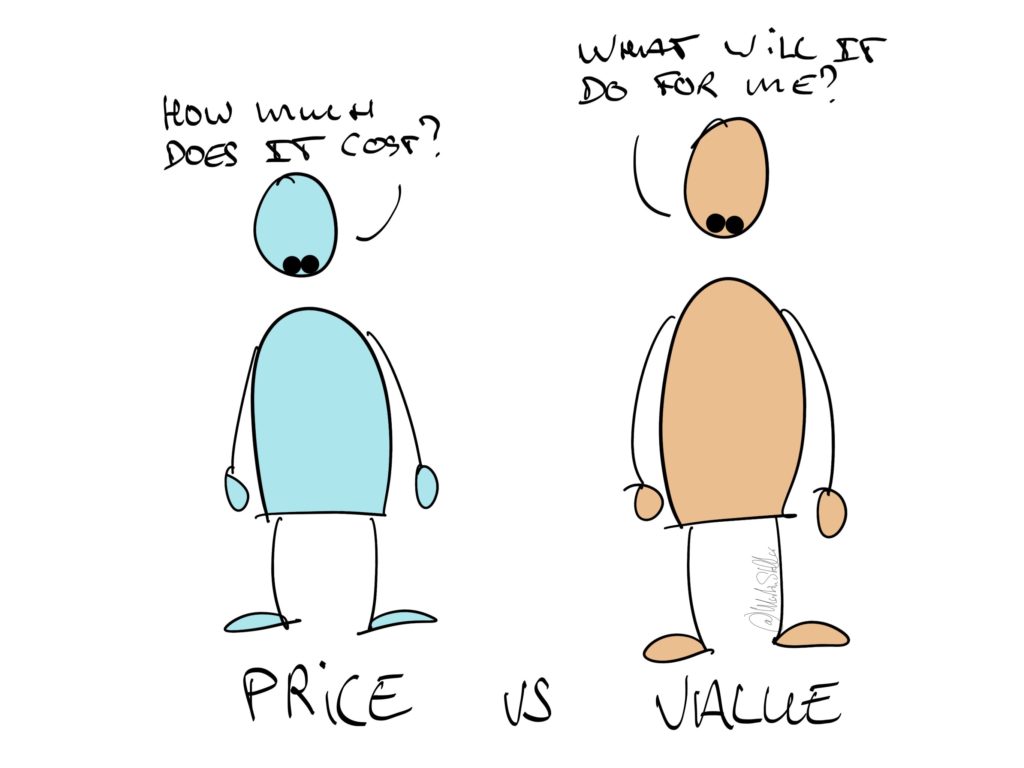 HOW MUCH
DOES IT COST?
WHAT WiLL IT
DO FOR ME?
PRiCE VS VALUE